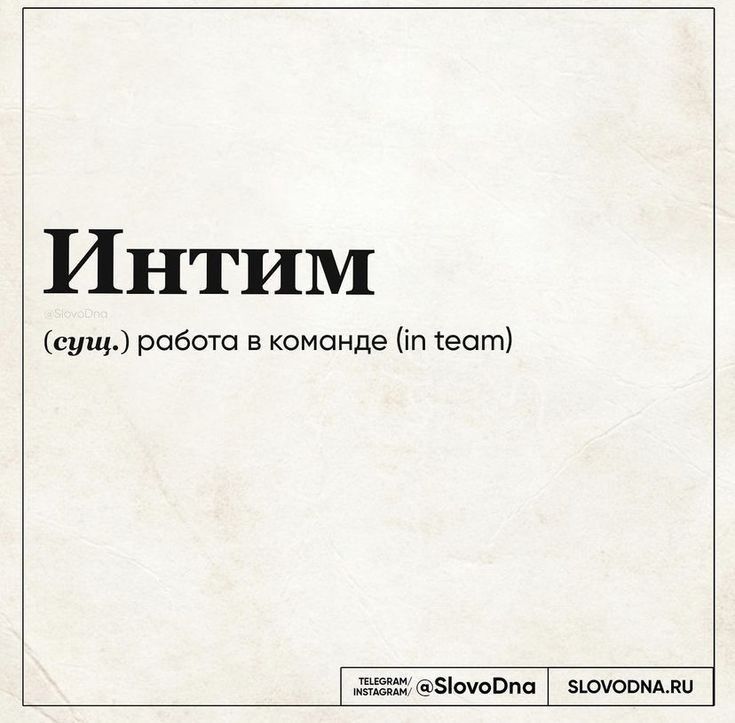 Интим
@SlovoDna
(сущ.) работа в команде (in team)
TELEGRAM/
INSTAGRAM/ @SlovoDna
SLOVODNA.RU